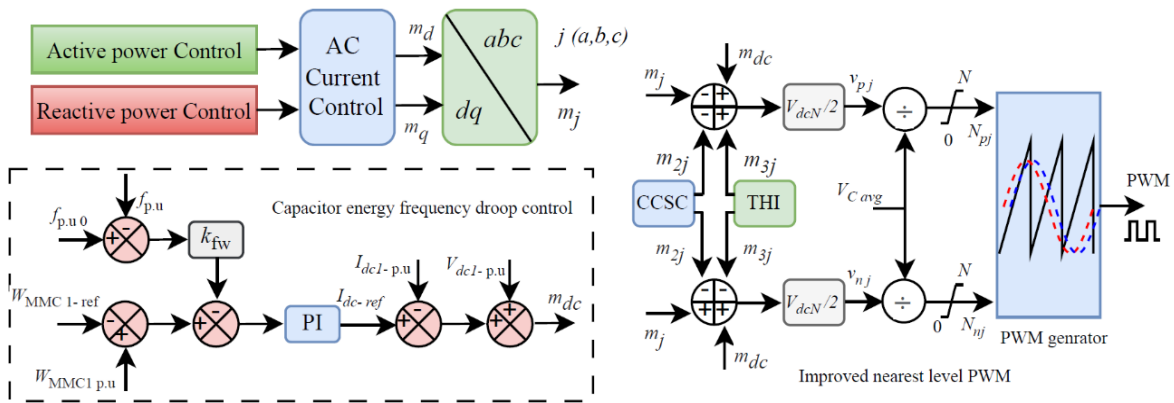 Active power Control
Reactive power Control
AC
Current
Control
m_d
m_q
abc
dq
j (a,b,c)
m_j
Capacitor energy frequency droop control
f_p.u
f_p.u 0
+
-
k_fw
W_MMC 1- ref
-
+
W_MMC1 p.u
-
+
PI
I_dc- ref
I_dc1- p.u
-
+
V_dc1- p.u
+
+
m_dc
m_j
m_dc
- +
- +
V_dcN /2
v_pj
÷
N
0
N_pj
m_2j
m_3j
CCSC
THI
V_C avg
m_2j
m_3j
m_j
- -
+ +
m_dc
V_dcN /2
v_nj
÷
N
0
N_nj
PWM
PWM genrator
Improved nearest level PWM